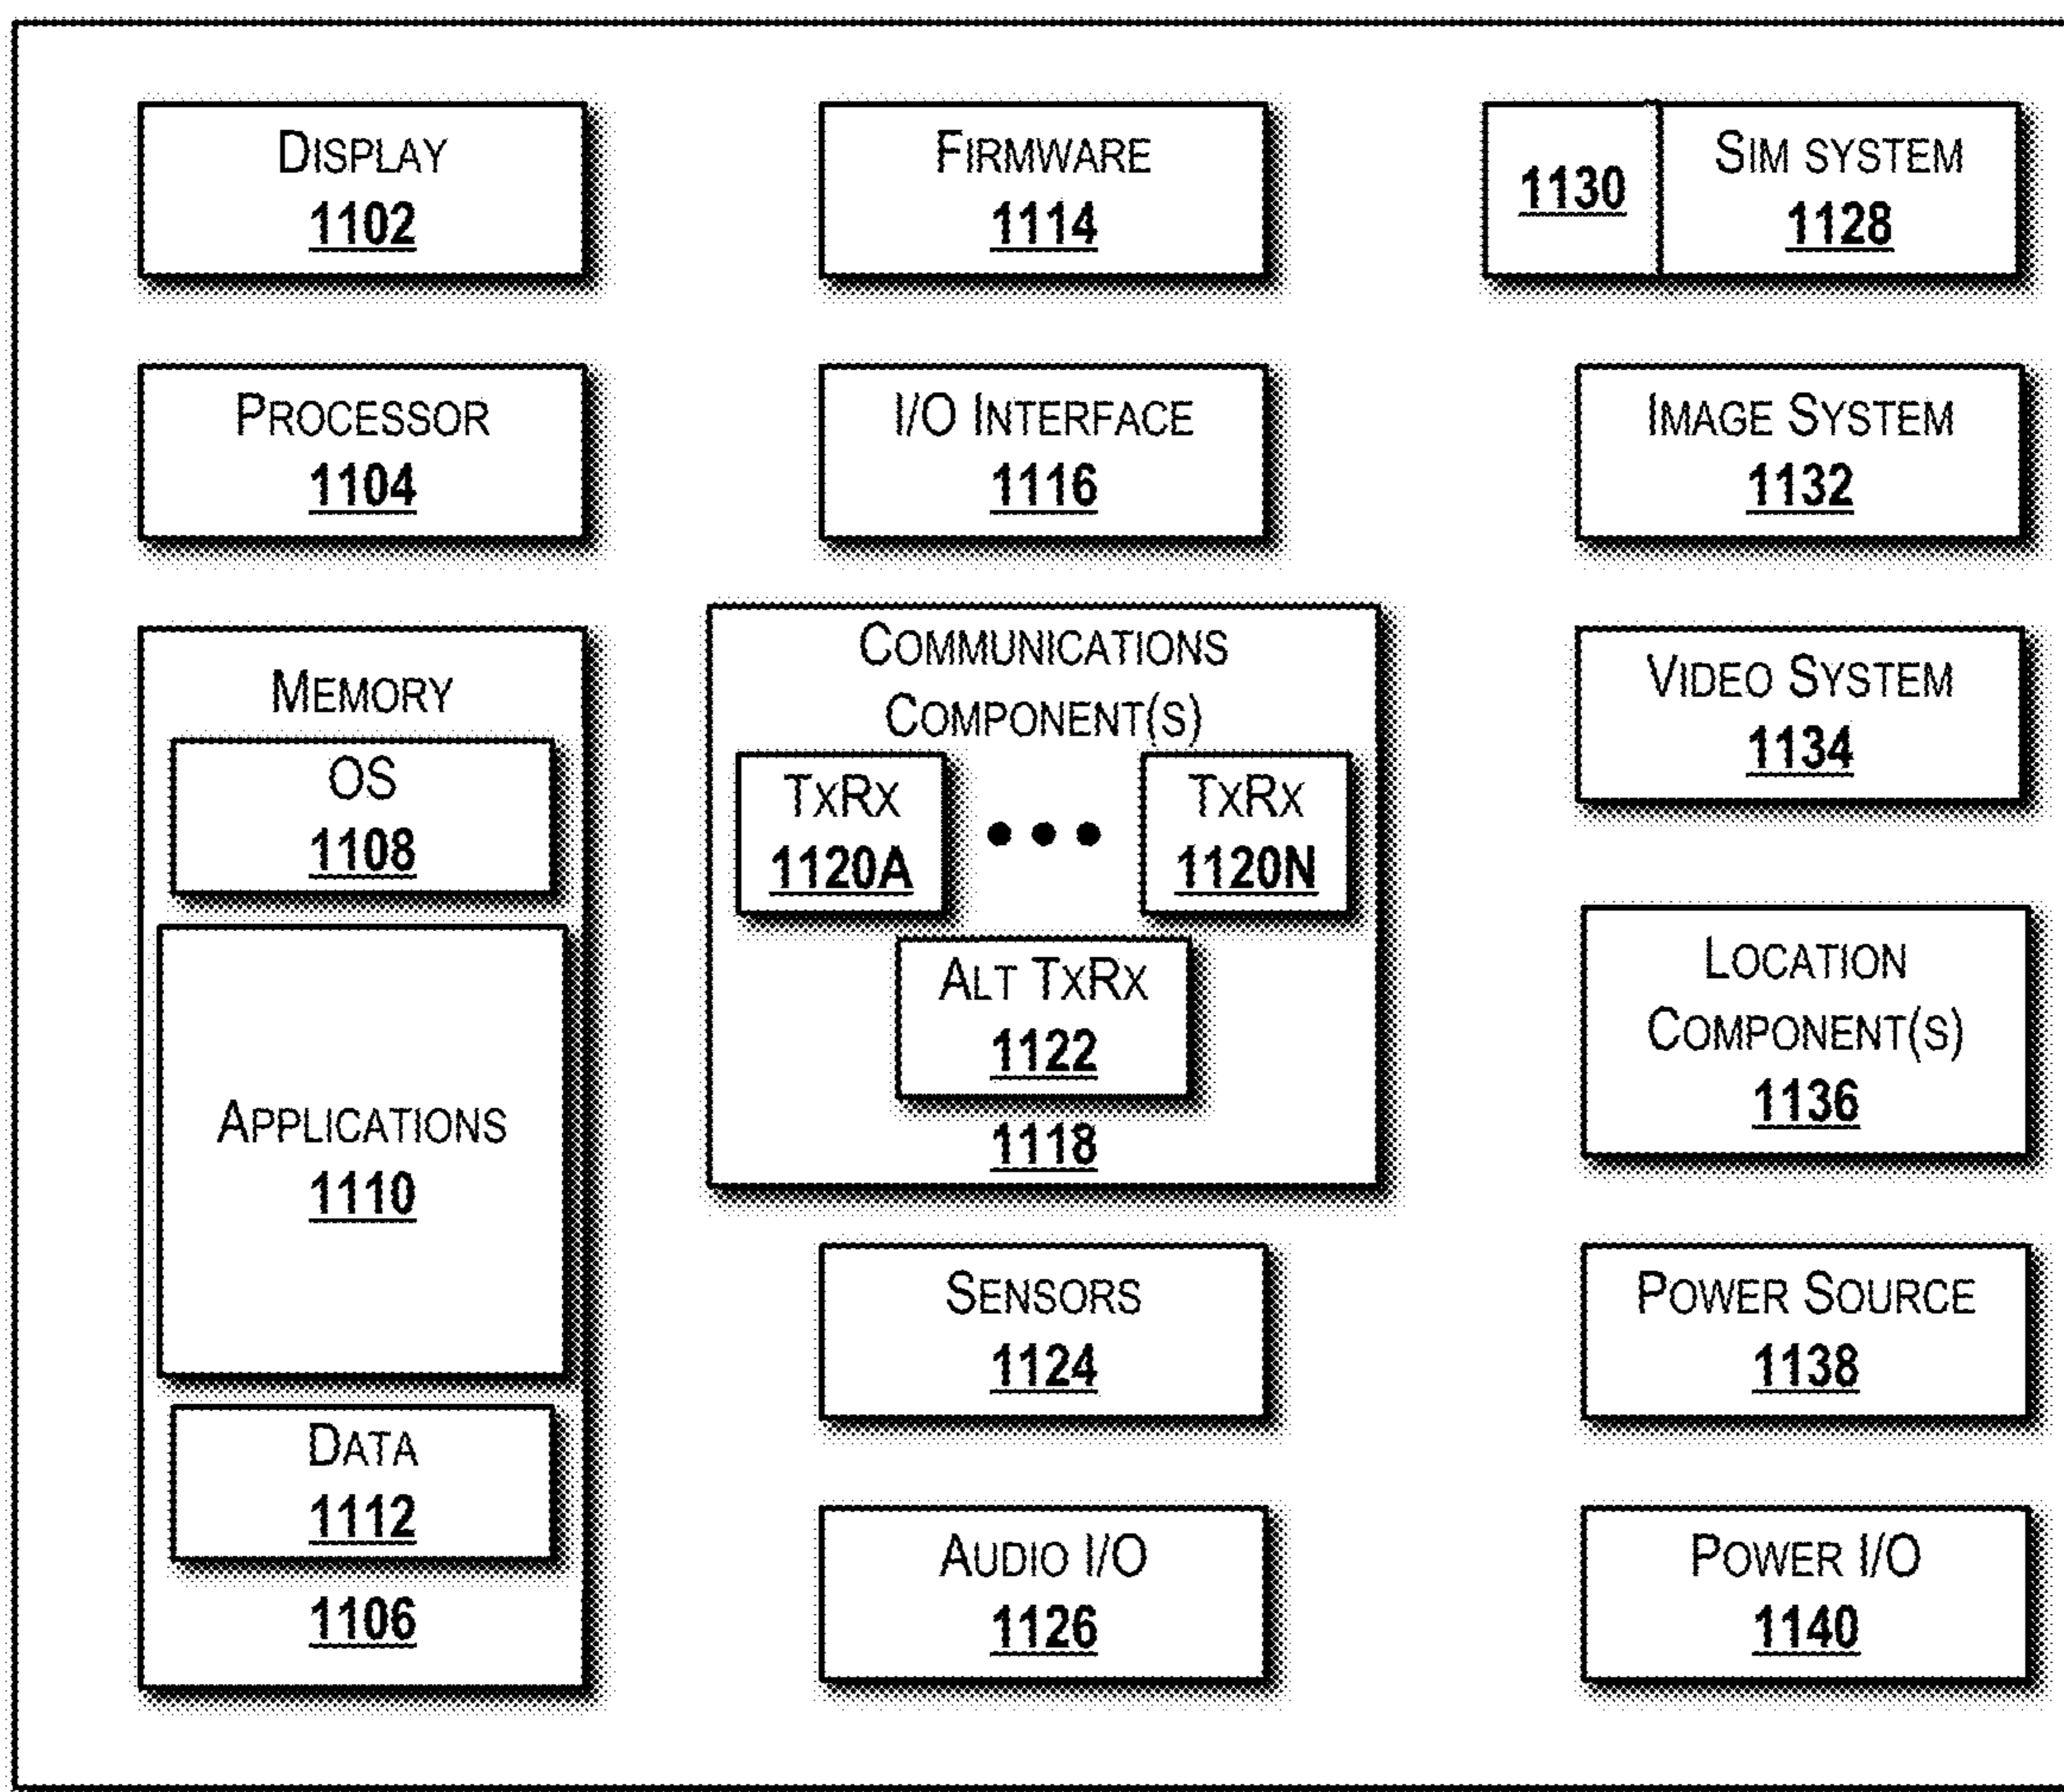 DISPLAY
1102
PROCESSOR
1104
MEMORY
OS
1108
APPLICATIONS
1110
DATA
1112
1106
FIRMWARE
1114
I/O INTERFACE
1116
COMMUNICATIONS
COMPONENT(S)
TXRX
1120A
TXRX
1120N
ALT TXRX
1122
1118
SENSORS
1124
AUDIO I/O
1126
1130
SIM SYSTEM
1128
IMAGE SYSTEM
1132
VIDEO SYSTEM
1134
LOCATION
COMPONENT(S)
1136
POWER SOURCE
1138
POWER I/O
1140